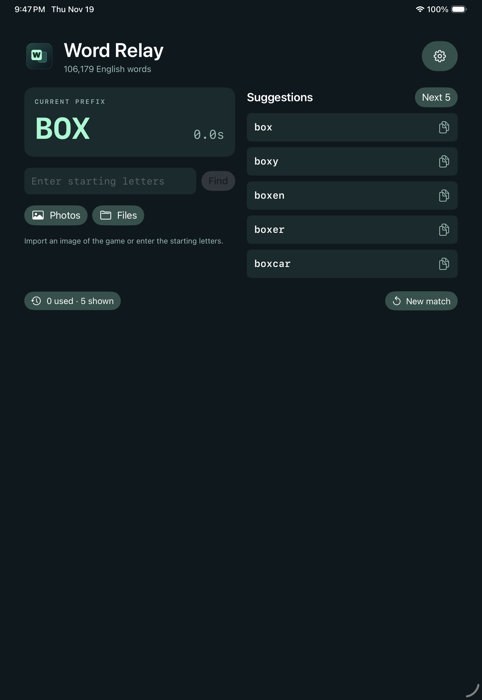 9:47 PM Thu Nov 19
100%
W
Word Relay
106,179 English words
CURRENT PREFIX
BOX
0.0s
Enter starting letters
Find
Photos
Files
Import an image of the game or enter the starting letters.
Suggestions
Next 5
box
boxy
boxen
boxer
boxcar
0 used · 5 shown
New match